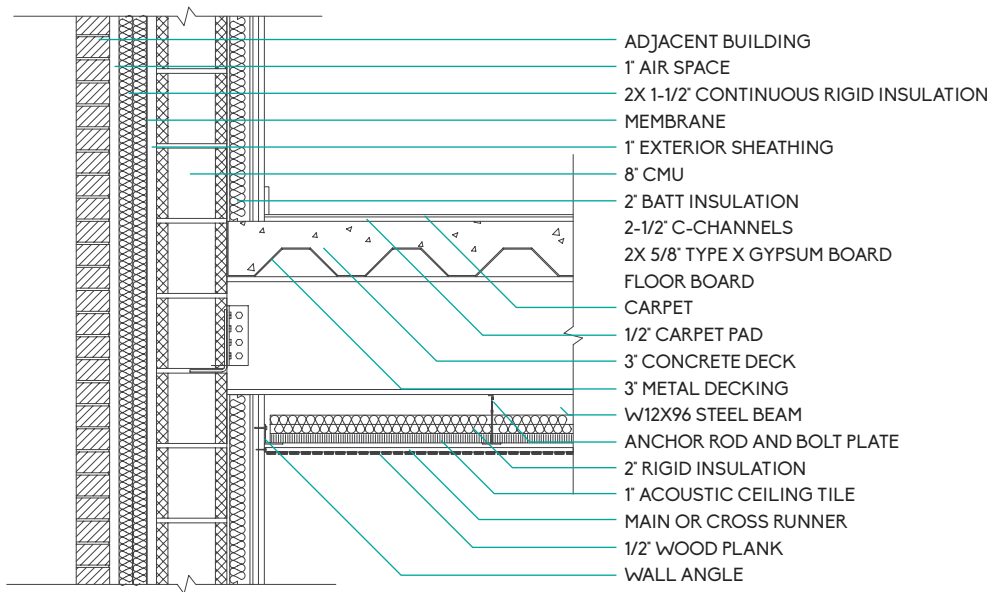 ADJACENT BUILDING
1" AIR SPACE
2X 1-1/2" CONTINUOUS RIGID INSULATION
MEMBRANE
1" EXTERIOR SHEATHING
8" CMU
2" BATT INSULATION
2-1/2" C-CHANNELS
2X 5/8" TYPE X GYPSUM BOARD
FLOOR BOARD
CARPET
1/2" CARPET PAD
3" CONCRETE DECK
3" METAL DECKING
W12X96 STEEL BEAM
ANCHOR ROD AND BOLT PLATE
2" RIGID INSULATION
1" ACOUSTIC CEILING TILE
MAIN OR CROSS RUNNER
1/2" WOOD PLANK
WALL ANGLE